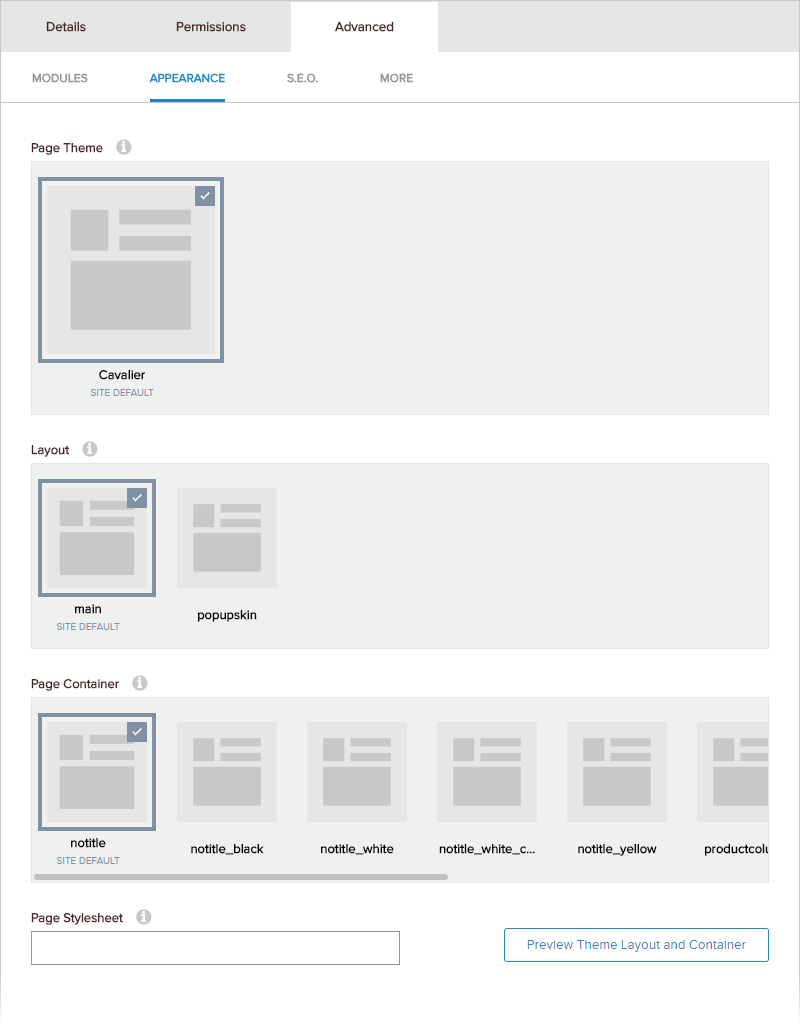 Details Permissions Advanced
MODULES APPEARANCE S.E.O. MORE
Page Theme
Cavalier
SITE DEFAULT
Layout
main popupskin
SITE DEFAULT
Page Container
notitle notitle_black notitle_white notitle_white_c... notitle_yellow
SITE DEFAULT
Page Stylesheet
Preview Theme Layout and Container